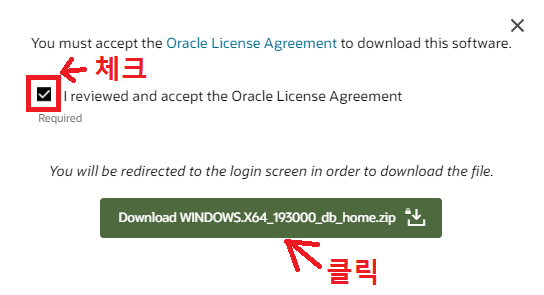 You must accept the Oracle License Agreement to download this software.
체크
I reviewed and accept the Oracle License Agreement
Required
You will be redirected to the login screen in order to download the file.
Download WINDOWS.X64_193000_db_home.zip
클릭